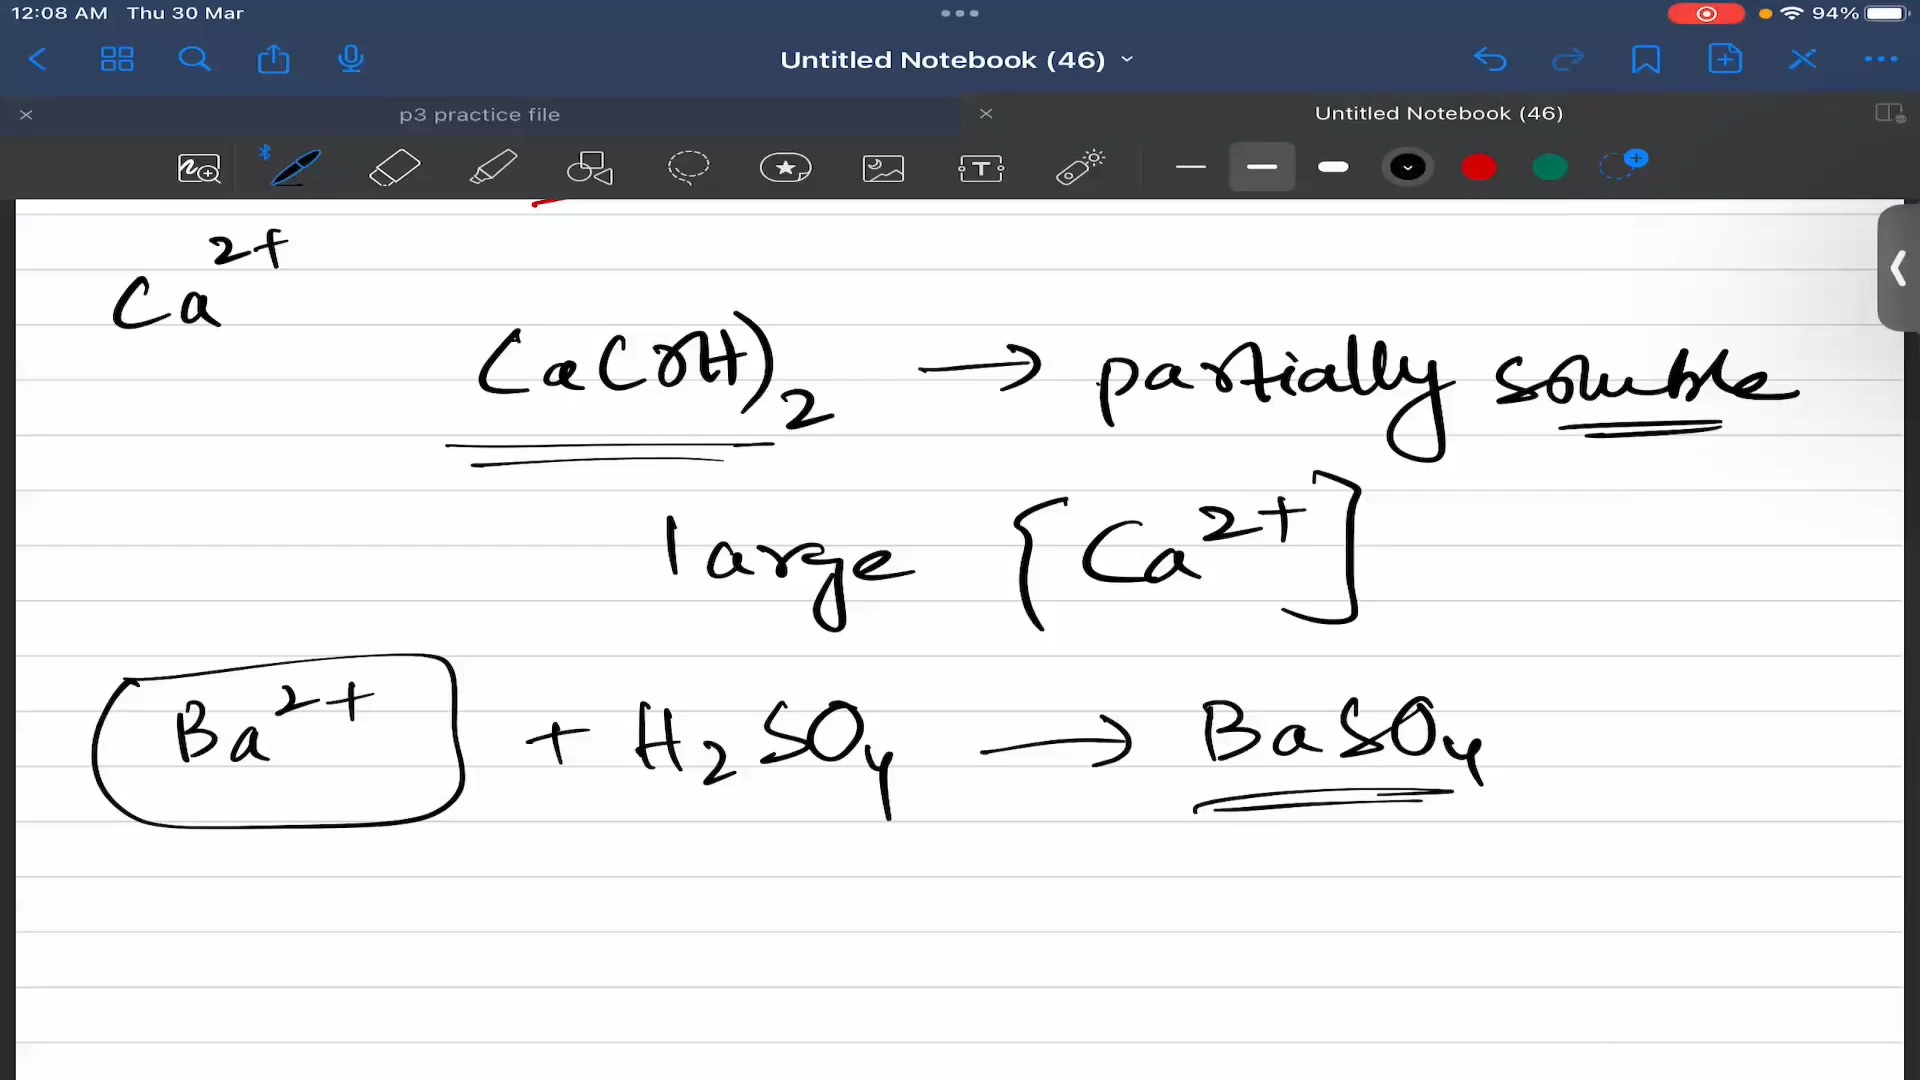 12:08 AM Thu 30 Mar
94%
Untitled Notebook (46)
p3 practice file
Untitled Notebook (46)
T
Ca²⁺
Ca(OH)₂ → partially soluble
large [Ca²⁺]
Ba²⁺ + H₂SO₄ → BaSO₄